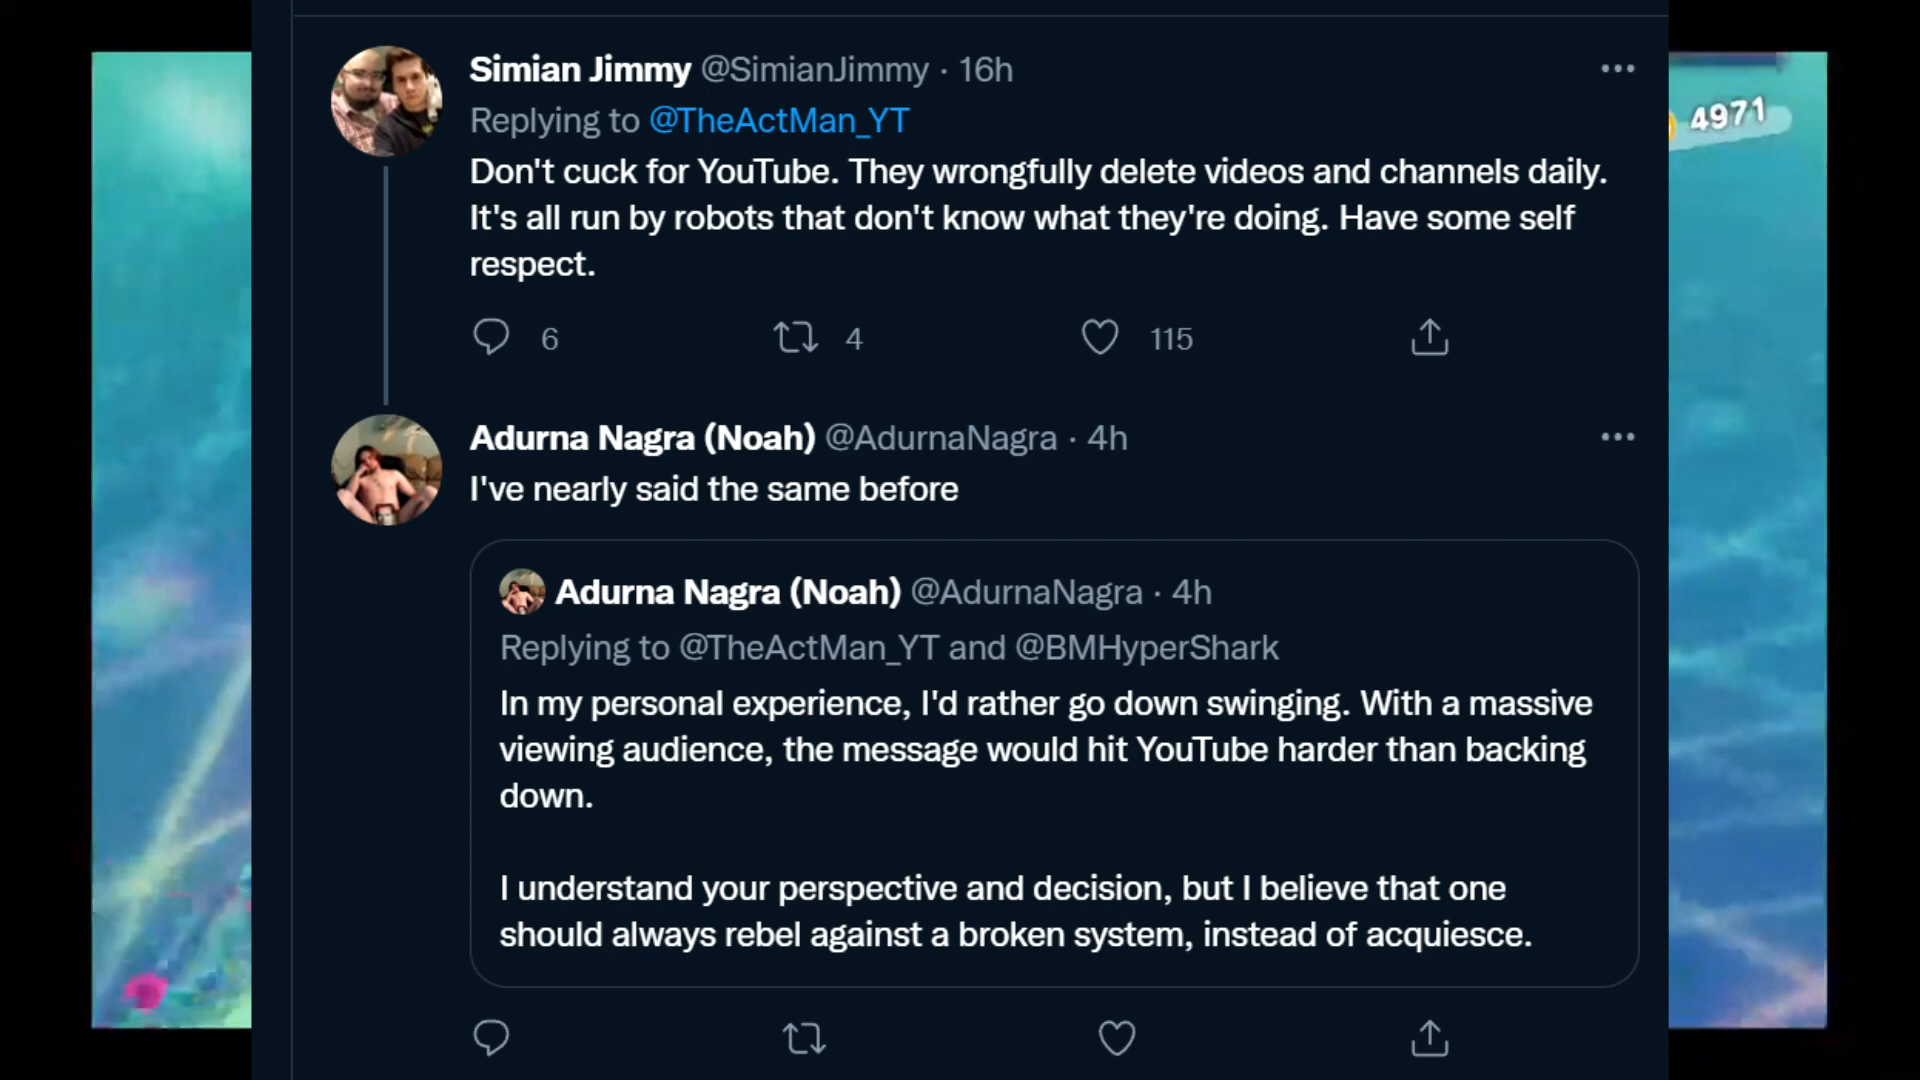 Simian Jimmy @SimianJimmy · 16h
Replying to @TheActMan_YT
Don't cuck for YouTube. They wrongfully delete videos and channels daily.
It's all run by robots that don't know what they're doing. Have some self
respect.
6 4 115
Adurna Nagra (Noah) @AdurnaNagra · 4h
I've nearly said the same before
Adurna Nagra (Noah) @AdurnaNagra · 4h
Replying to @TheActMan_YT and @BMHyperShark
In my personal experience, I'd rather go down swinging. With a massive
viewing audience, the message would hit YouTube harder than backing
down.
I understand your perspective and decision, but I believe that one
should always rebel against a broken system, instead of acquiesce.
4971